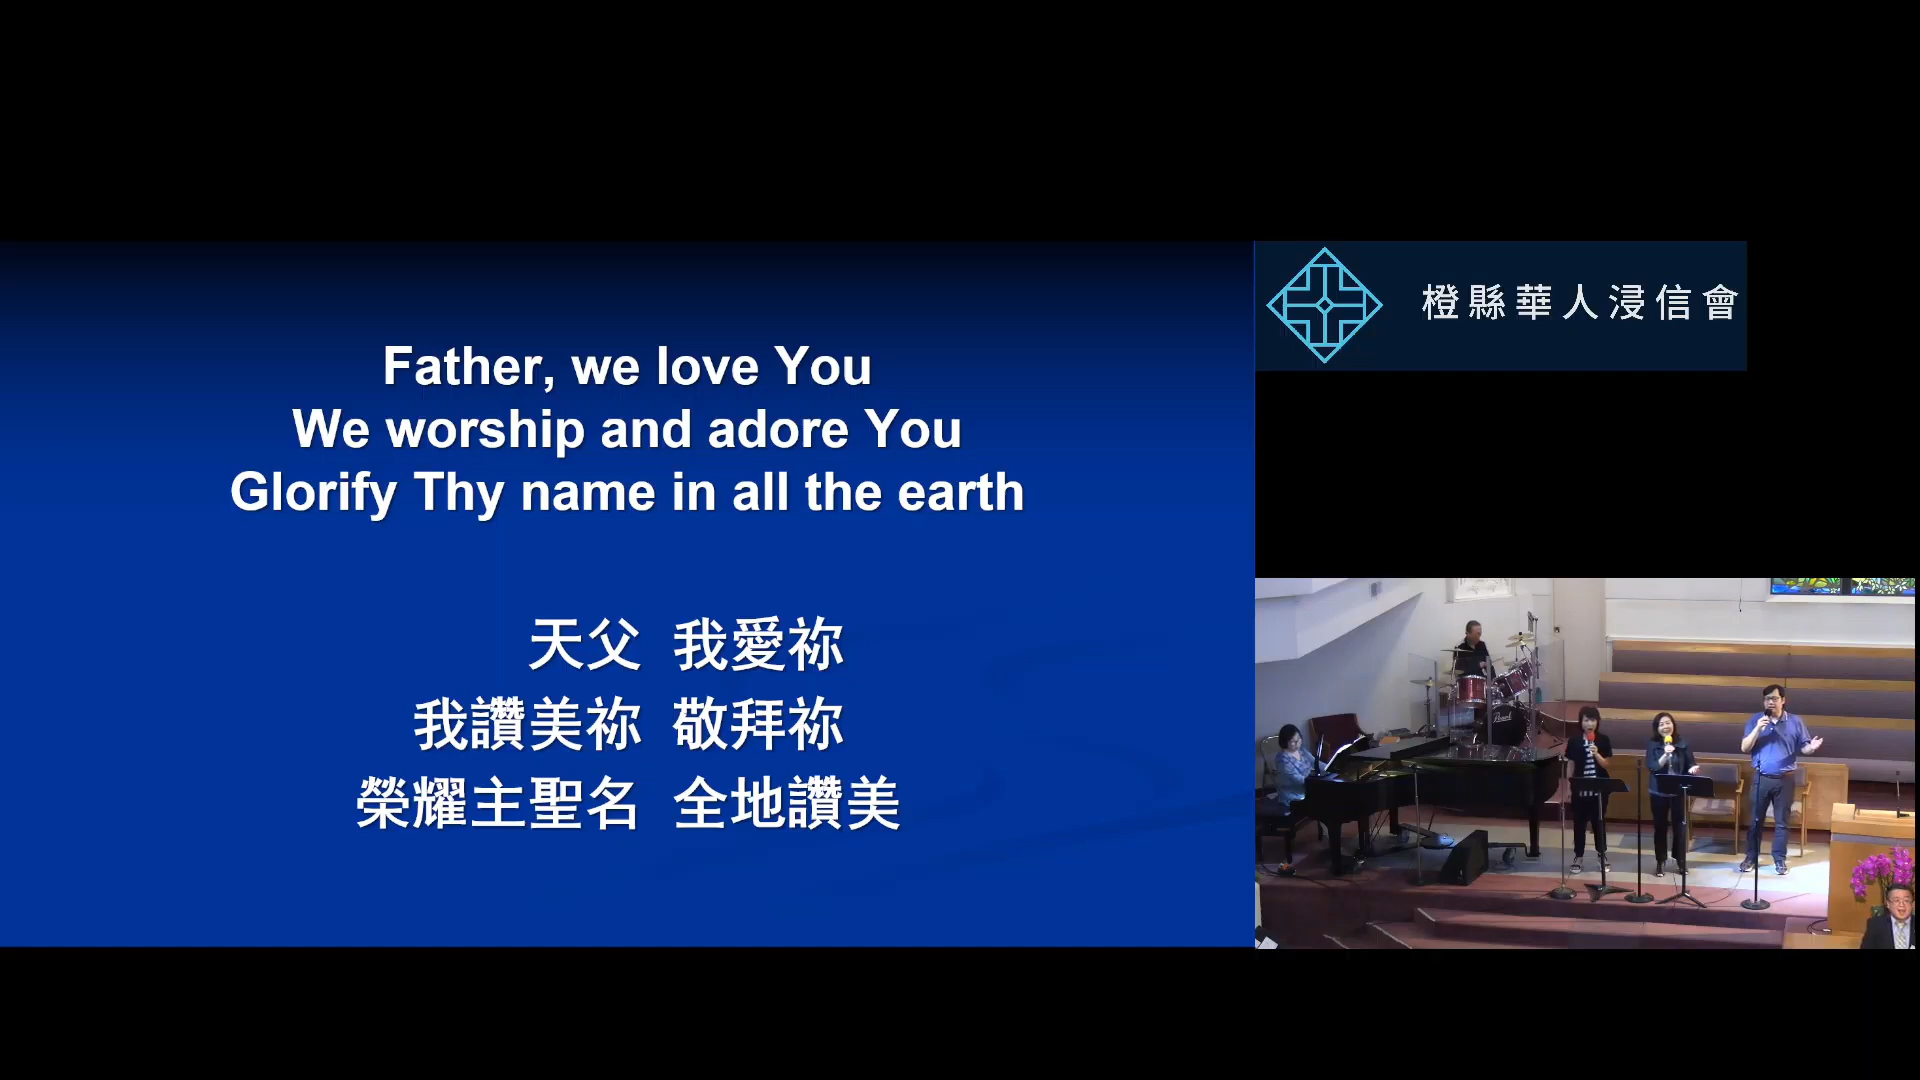 Father, we love You
We worship and adore You
Glorify Thy name in all the earth
天父 我愛祢
我讚美祢 敬拜祢
榮耀主聖名 全地讚美
橙縣華人浸信會
Pearl